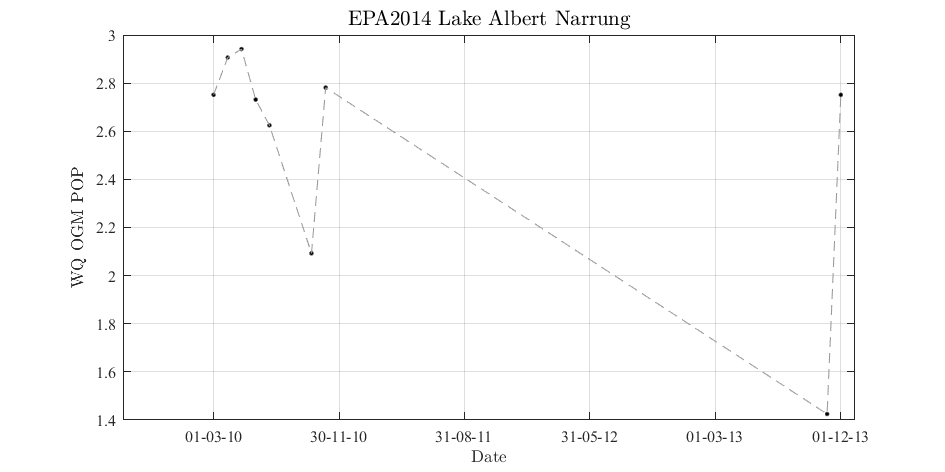 EPA2014 Lake Albert Narrung
3
2.8
2.6
2.4
2.2
2
1.8
1.6
1.4
WQ OGM POP
01-03-10 30-11-10 31-08-11 31-05-12 01-03-13 01-12-13
Date